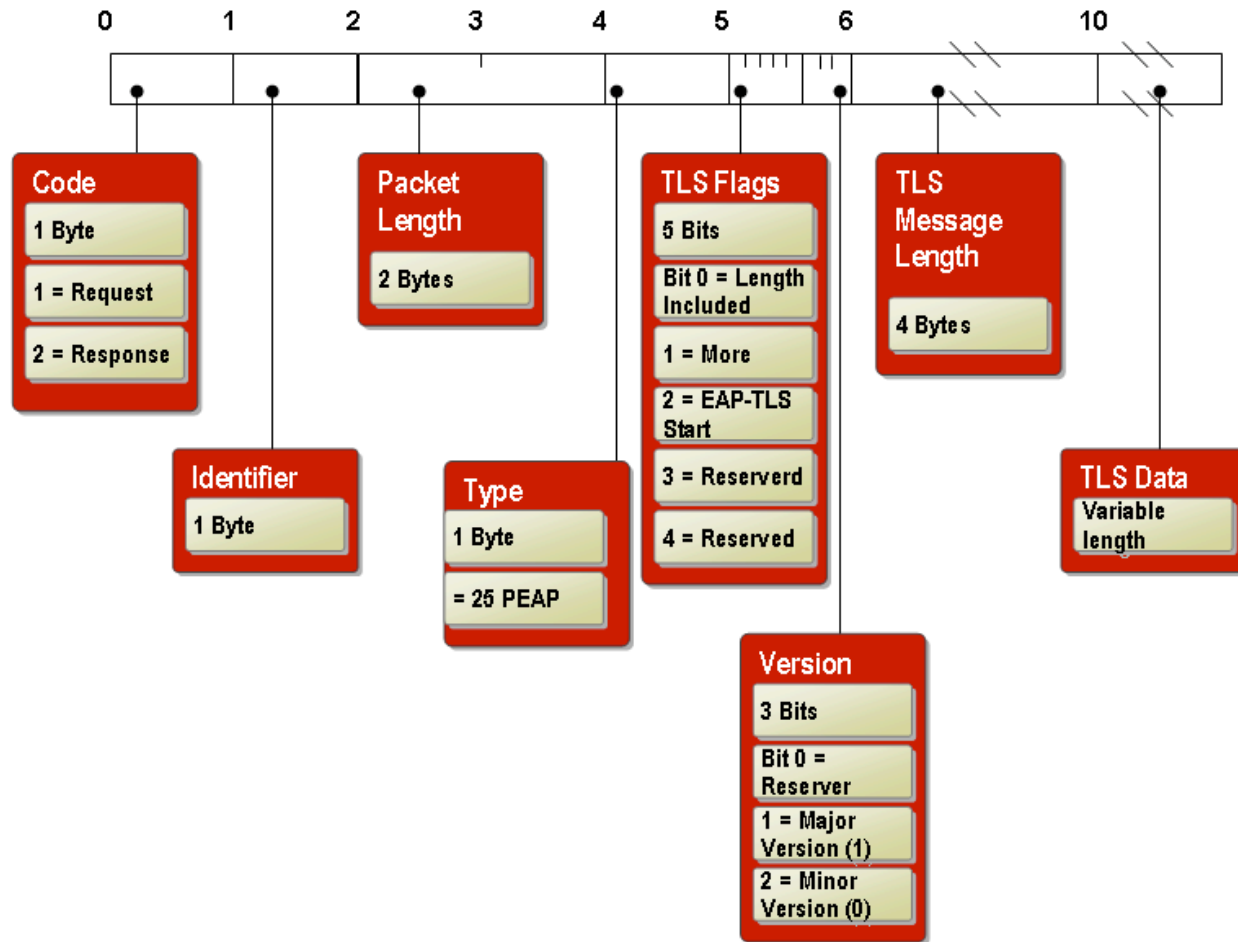 0 1 2 3 4 5 6 10
Code
1 Byte
1 = Request
2 = Response
Identifier
1 Byte
Packet
Length
2 Bytes
Type
1 Byte
= 25 PEAP
TLS Flags
5 Bits
Bit 0 = Length
Included
1 = More
2 = EAP-TLS
Start
3 = Reserverd
4 = Reserved
Version
3 Bits
Bit 0 =
Reserver
1 = Major
Version (1)
2 = Minor
Version (0)
TLS
Message
Length
4 Bytes
TLS Data
Variable
length